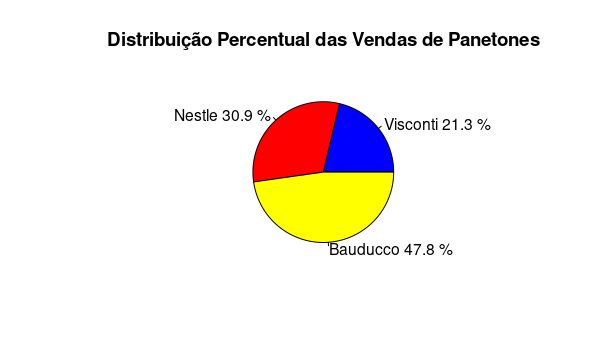 Distribuição Percentual das Vendas de Panetones
Nestle 30.9 %
Visconti 21.3 %
Bauducco 47.8 %